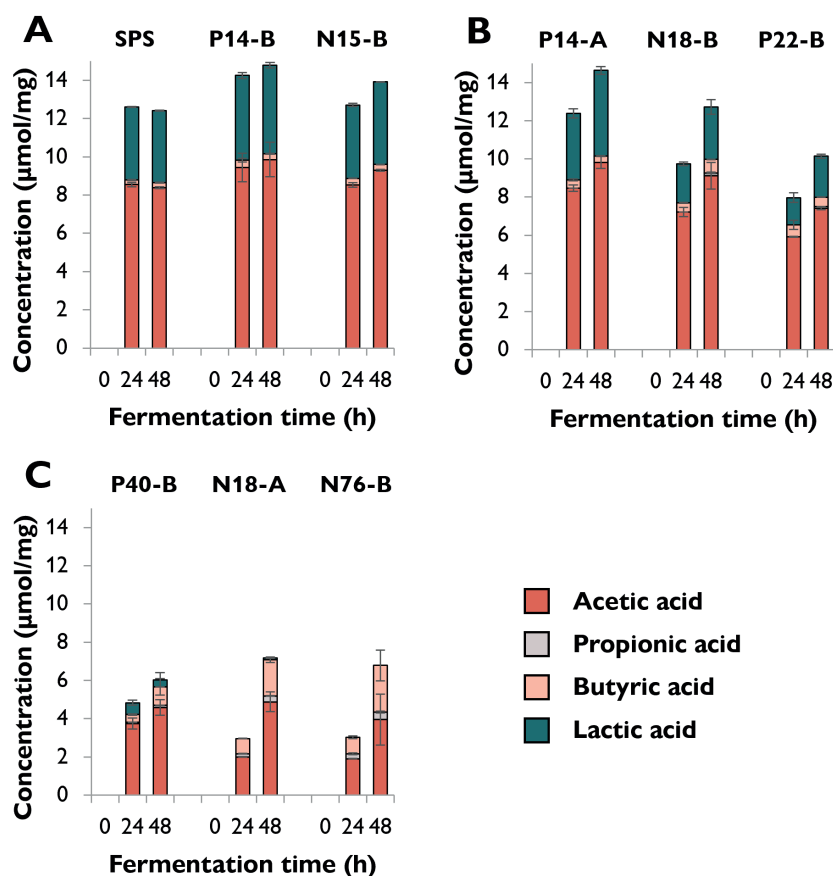 A
SPS P14-B N15-B
Concentration (µmol/mg)
14
12
10
8
6
4
2
0
0 24 48 0 24 48 0 24 48
Fermentation time (h)
B
P14-A N18-B P22-B
Concentration (µmol/mg)
14
12
10
8
6
4
2
0
0 24 48 0 24 48 0 24 48
Fermentation time (h)
C
P40-B N18-A N76-B
Concentration (µmol/mg)
14
12
10
8
6
4
2
0
0 24 48 0 24 48 0 24 48
Fermentation time (h)
Acetic acid
Propionic acid
Butyric acid
Lactic acid